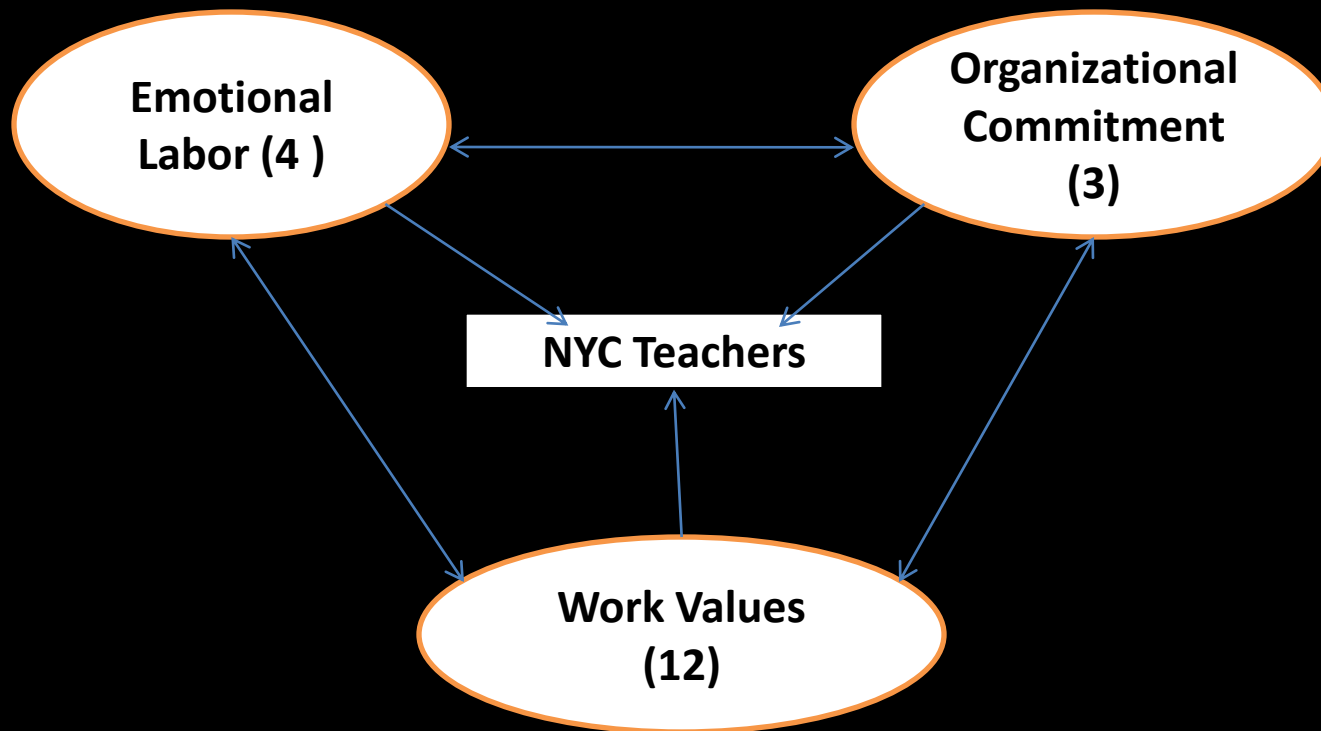 Emotional
Labor (4 )
Organizational
Commitment
(3)
NYC Teachers
Work Values
(12)